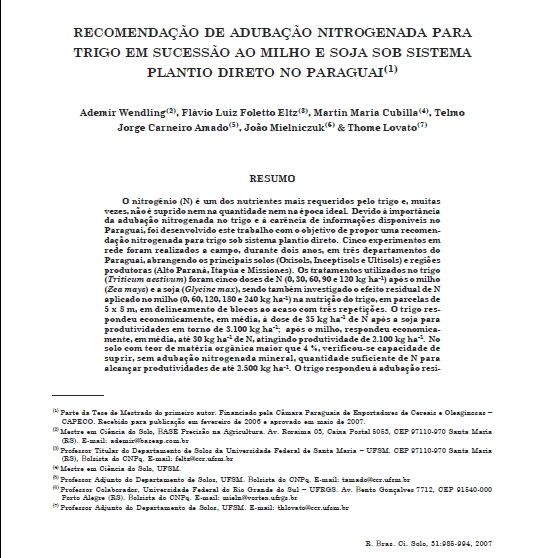 RECOMENDAÇÃO DE ADUBAÇÃO NITROGENADA PARA
TRIGO EM SUCESSÃO AO MILHO E SOJA SOB SISTEMA
PLANTIO DIRETO NO PARAGUAI(1)
Ademir Wendling(2), Flávio Luiz Foletto Eltz(3), Martin Maria Cubilla(4), Telmo
Jorge Carneiro Amado(5), João Mielniczuk(6) & Thome Lovato(7)
RESUMO
O nitrogênio (N) é um dos nutrientes mais requeridos pelo trigo e, muitas
vezes, não é suprido nem na quantidade nem na época ideal. Devido à importância
da adubação nitrogenada no trigo e à carência de informações disponíveis no
Paraguai, foi desenvolvido este trabalho com o objetivo de propor uma recomen-
dação nitrogenada para trigo sob sistema plantio direto. Cinco experimentos em
rede foram realizados a campo, durante dois anos, em três departamentos do
Paraguai, abrangendo os principais solos (Oxisols, Inceptisols e Ultisols) e regiões
produtoras (Alto Paraná, Itapúa e Missiones). Os tratamentos utilizados no trigo
(Triticum aestivum) foram cinco doses de N (0, 30, 60, 90 e 120 kg ha-1) após o milho
(Zea mays) e a soja (Glycine max), sendo também investigado o efeito residual de N
aplicado no milho (0, 60, 120, 180 e 240 kg ha-1) na nutrição do trigo, em parcelas de
5 x 8 m, em delineamento de blocos ao acaso com três repetições. O trigo res-
pondeu economicamente, em média, à dose de 35 kg ha-1 de N após a soja para
produtividades em torno de 3.100 kg ha-1; após o milho, respondeu economica-
mente, em média, até 30 kg ha-1 de N, atingindo produtividade de 2.100 kg ha-1. No
solo com teor de matéria orgânica maior que 4 %, verificou-se capacidade de
suprir, sem adubação nitrogenada mineral, quantidade suficiente de N para
alcançar produtividades de até 2.500 kg ha-1. O trigo respondeu à adubação resi-
(1) Parte da Tese de Mestrado do primeiro autor. Financiado pela Câmara Paraguaia de Exportadores de Cereais e Oleaginosas –
CAPECO. Recebido para publicação em fevereiro de 2006 e aprovado em maio de 2007.
(2) Mestre em Ciência do Solo, BASE Precisão na Agricultura. Av. Roraima 05, Caixa Postal 5053, CEP 97110-970 Santa Maria
(RS). E-mail: ademir@baseap.com.br
(3) Professor Titular do Departamento de Solos da Universidade Federal de Santa Maria – UFSM. CEP 97110-970 Santa Maria
(RS), Bolsista do CNPq. E-mail: feltz@ccr.ufsm.br
(4) Mestre em Ciência do Solo, UFSM.
(5) Professor Adjunto do Departamento de Solos, UFSM. Bolsista do CNPq. E-mail: tamado@ccr.ufsm.br
(6) Professor Colaborador, Universidade Federal do Rio Grande do Sul – UFRGS. Av. Bento Gonçalves 7712, CEP 91540-000
Porto Alegre (RS). Bolsista do CNPq. E-mail: mieln@vortex.ufrgs.br
(7) Professor Adjunto do Departamento de Solos, UFSM. E-mail: thlovato@ccr.ufsm.br
R. Bras. Ci. Solo, 31:985-994, 2007